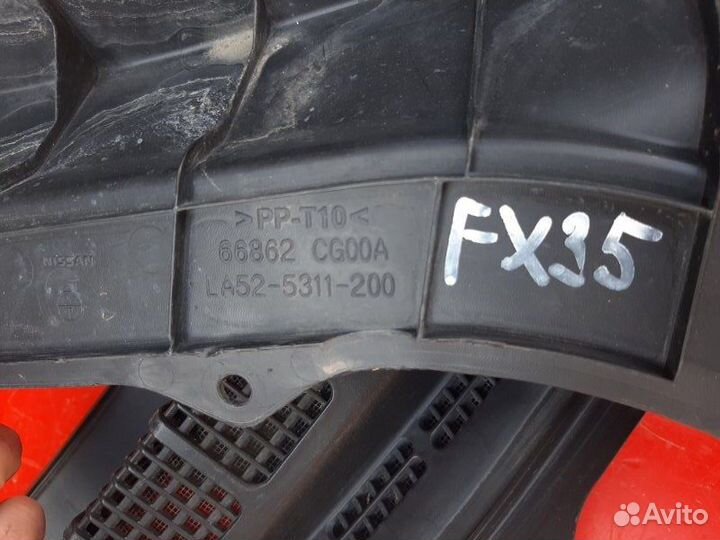 >PP-T10<
66862 CG00A
LA52-5311-200
NISSAN
FX35
Avito